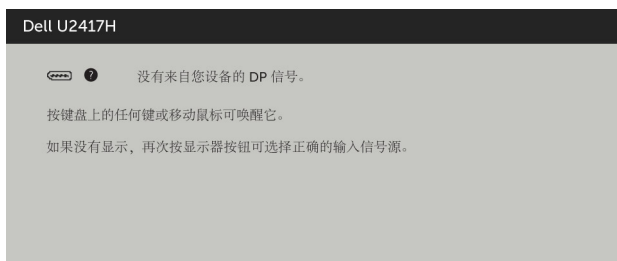 Dell U2417H
? 没有来自您设备的 DP 信号。
按键盘上的任何键或移动鼠标可唤醒它。
如果没有显示，再次按显示器按钮可选择正确的输入信号源。